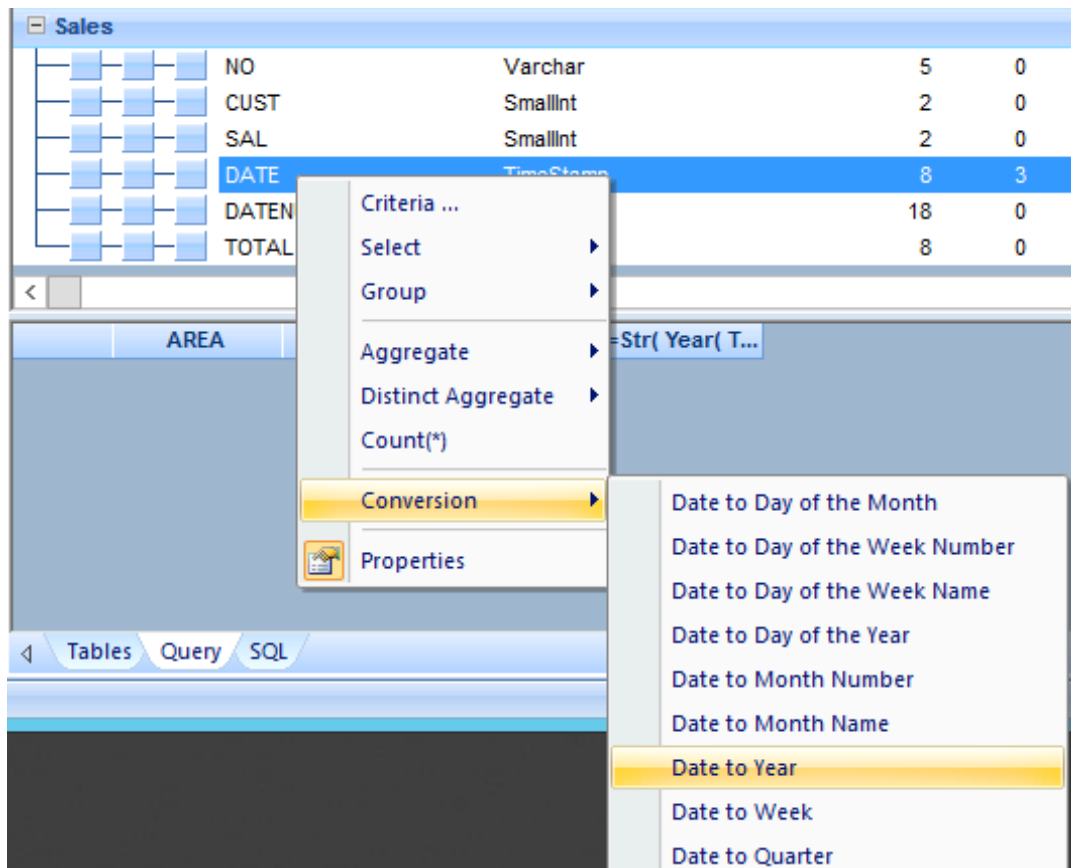 Sales
NO Varchar 5 0
CUST SmallInt 2 0
SAL SmallInt 2 0
DATE TimeStamp 8 3
DATEN 18 0
TOTAL 8 0
Criteria ...
Select
Group
Aggregate
Distinct Aggregate
Count(*)
Conversion
Properties
AREA =Str( Year( T...
Date to Day of the Month
Date to Day of the Week Number
Date to Day of the Week Name
Date to Day of the Year
Date to Month Number
Date to Month Name
Date to Year
Date to Week
Date to Quarter
Tables Query SQL